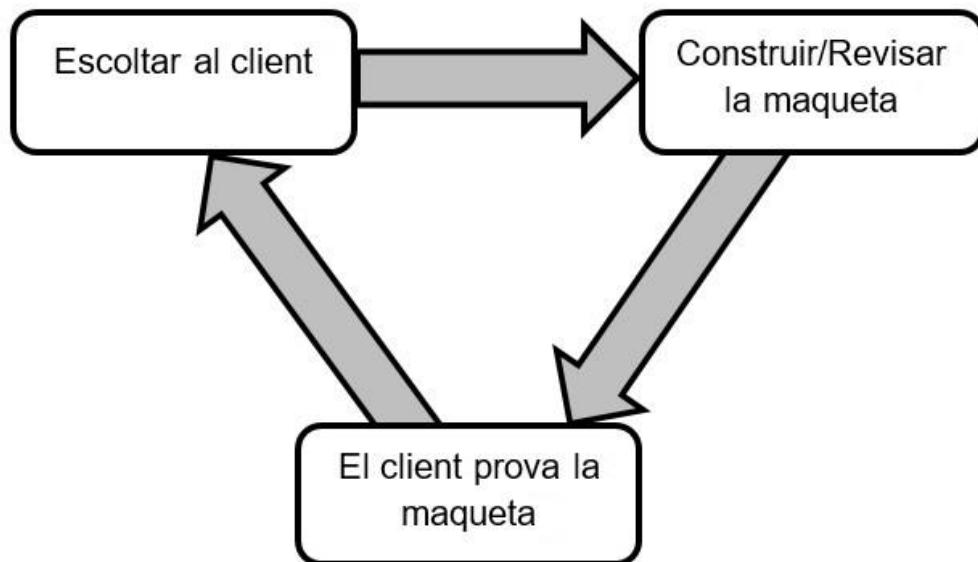 Escoltar al client
Construir/Revisar
la maqueta
El client prova la
maqueta